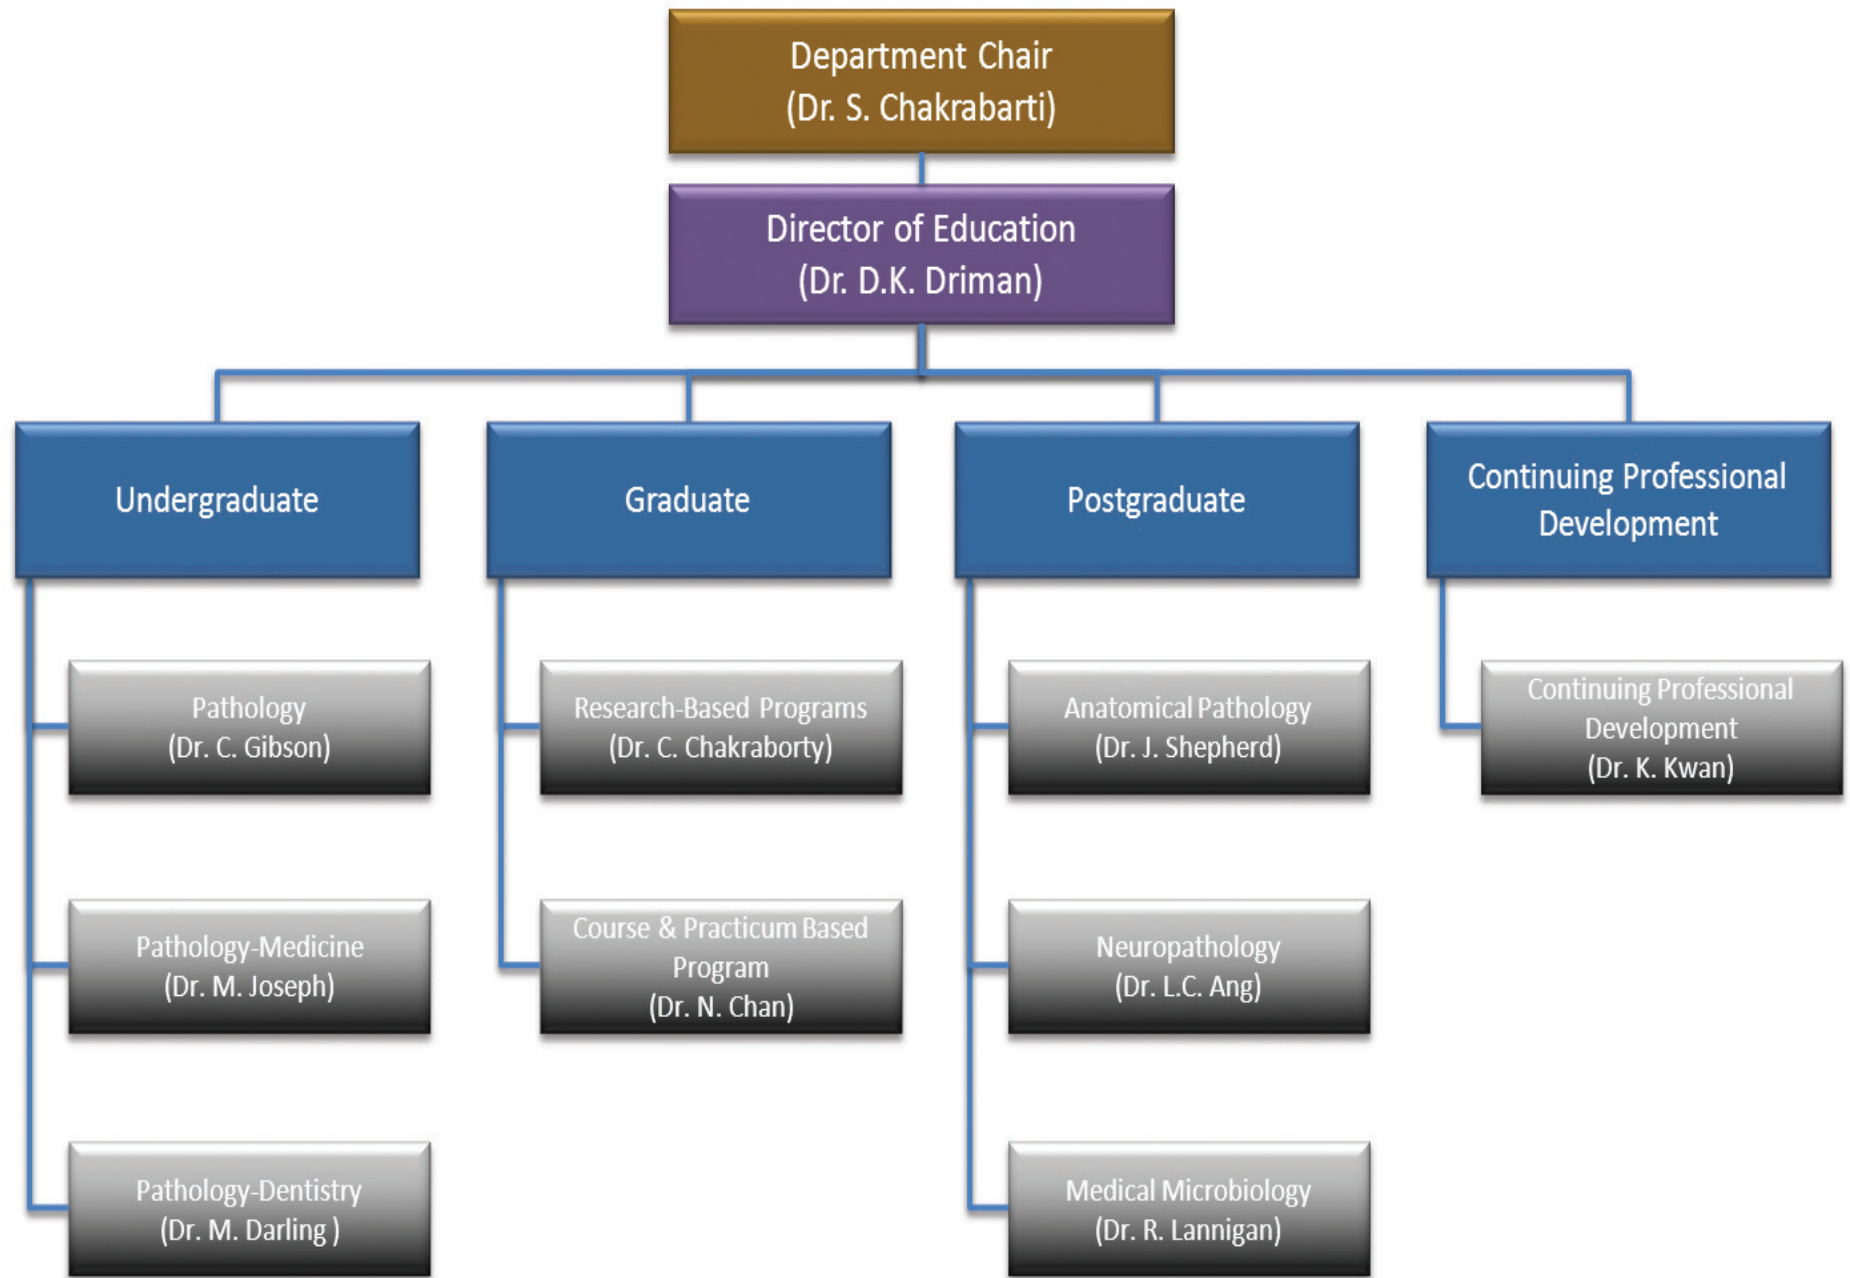 Department Chair
(Dr. S. Chakrabarti)
Director of Education
(Dr. D.K. Driman)
Undergraduate
Graduate
Postgraduate
Continuing Professional
Development
Pathology
(Dr. C. Gibson)
Research-Based Programs
(Dr. C. Chakraborty)
Anatomical Pathology
(Dr. J. Shepherd)
Continuing Professional
Development
(Dr. K. Kwan)
Pathology-Medicine
(Dr. M. Joseph)
Course & Practicum Based
Program
(Dr. N. Chan)
Neuropathology
(Dr. L.C. Ang)
Pathology-Dentistry
(Dr. M. Darling )
Medical Microbiology
(Dr. R. Lannigan)